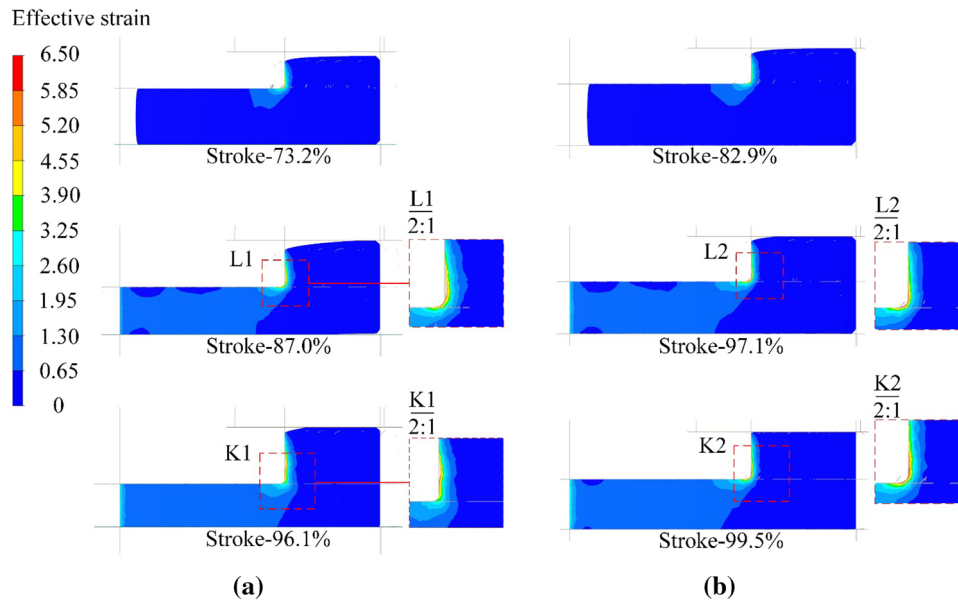 Effective strain
6.50
5.85
5.20
4.55
3.90
3.25
2.60
1.95
1.30
0.65
0
Stroke-73.2%
L1
L1
2:1
Stroke-87.0%
K1
K1
2:1
Stroke-96.1%
(a)
Stroke-82.9%
L2
L2
2:1
Stroke-97.1%
K2
K2
2:1
Stroke-99.5%
(b)